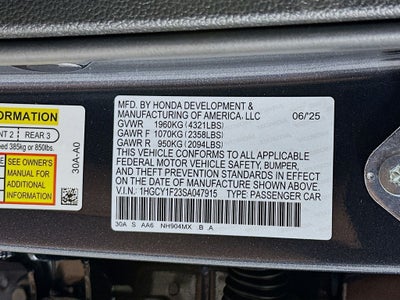 FORMATION
NT 2 REAR 3
eed 385kg or 850lbs.
SEE OWNER'S
MANUAL FOR
ADDITIONAL
INFORMATION
30A-A0
MFD. BY HONDA DEVELOPMENT &
MANUFACTURING OF AMERICA, LLC 06/25
GVWR 1960KG (4321LBS)
GAWR F 1070KG (2358LBS)
GAWR R 950KG (2094LBS)
THIS VEHICLE CONFORMS TO ALL APPLICABLE
FEDERAL MOTOR VEHICLE SAFETY, BUMPER,
AND THEFT PREVENTION STANDARDS IN EFFECT
ON THE DATE OF MANUFACTURE SHOWN ABOVE.
V.I.N: 1HGCY1F23SA047915 TYPE: PASSENGER CAR
30A S AA6 NH904MX B A